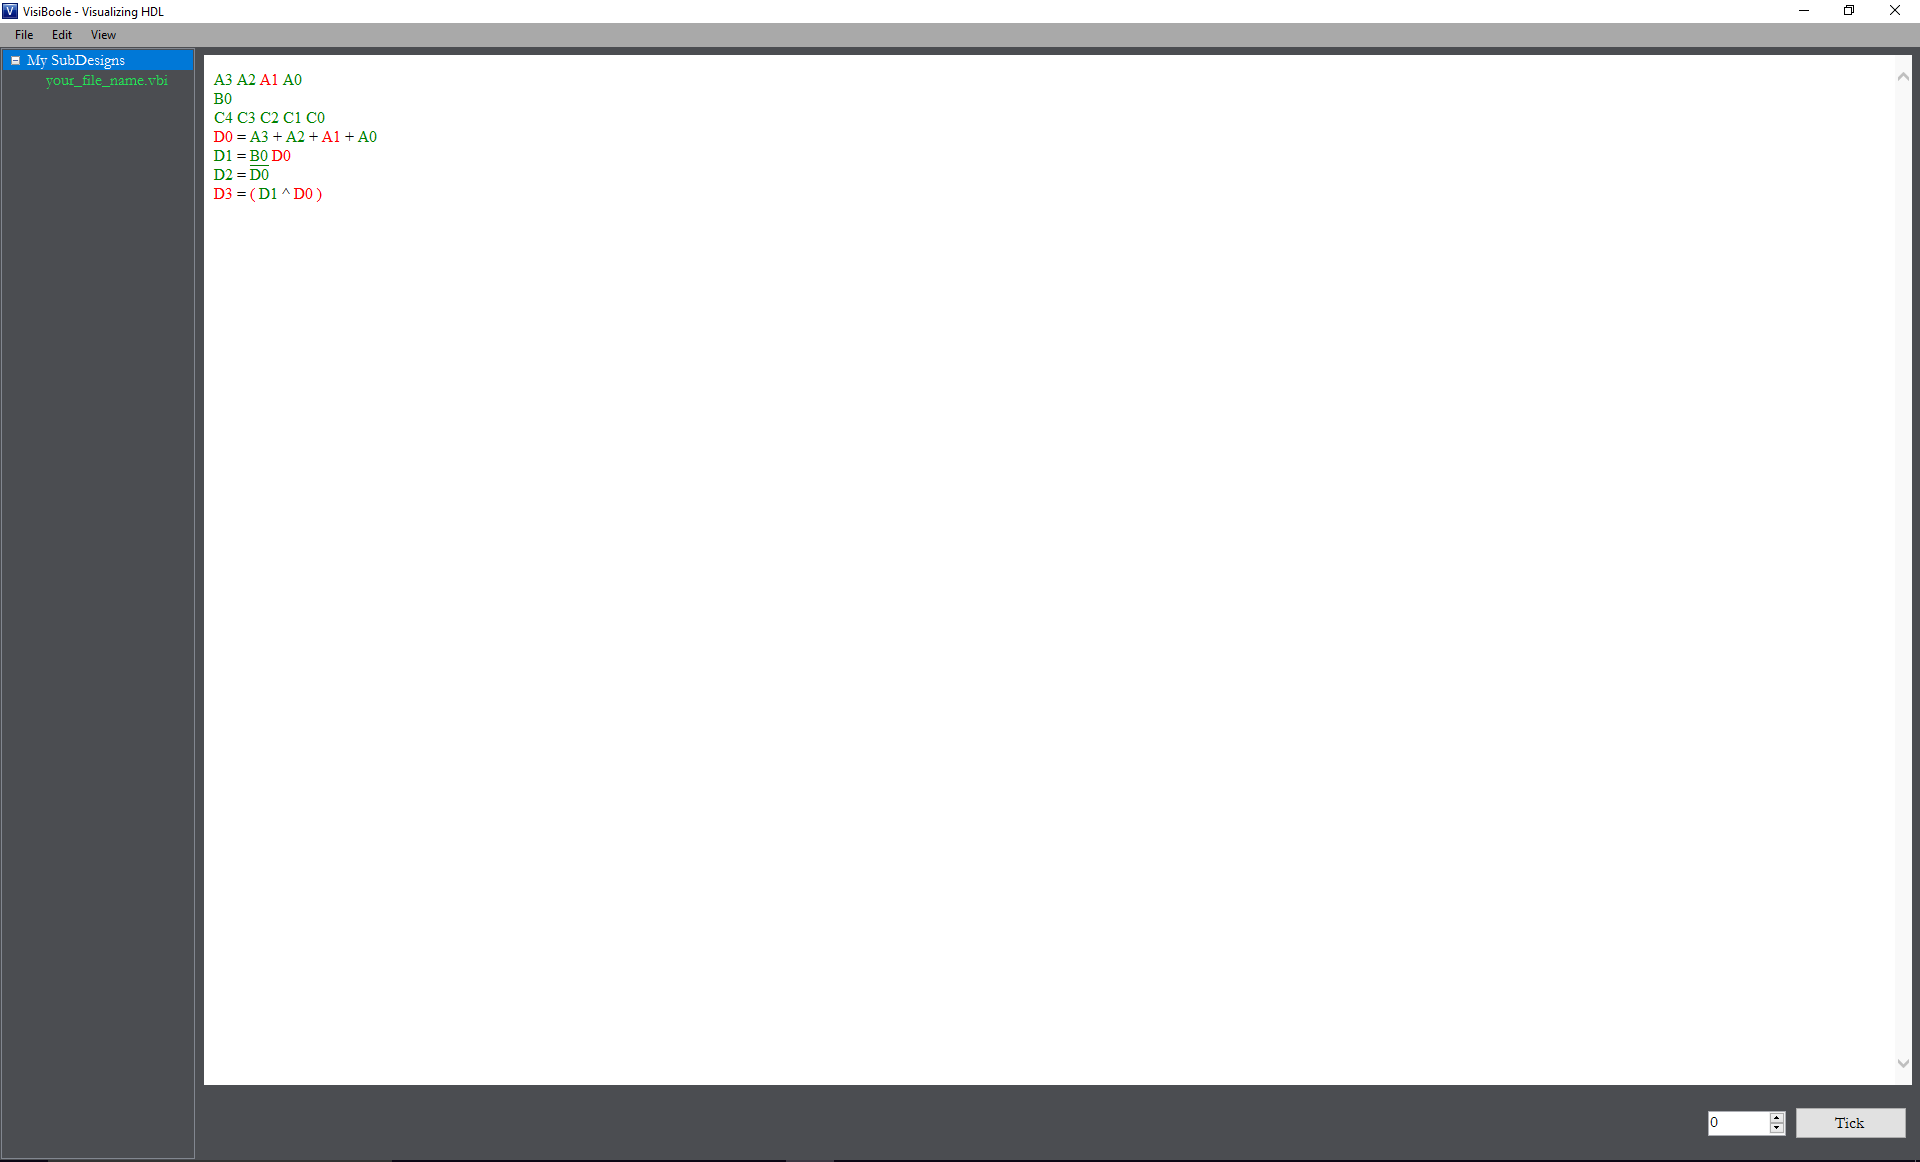 VisiBoole - Visualizing HDL
File Edit View
My SubDesigns
your_file_name.vbi
A3 A2 A1 A0
B0
C4 C3 C2 C1 C0
D0 = A3 + A2 + A1 + A0
D1 = B0 D0
D2 = D̅0̅
D3 = ( D1 ^ D0 )
0
Tick